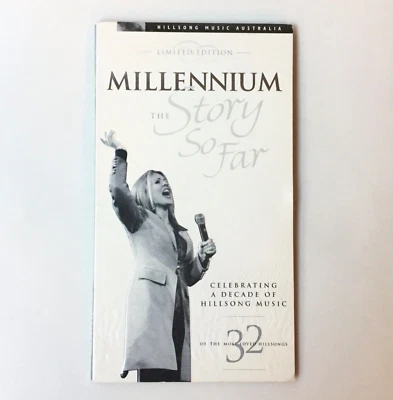 HILLSONG MUSIC AUSTRALIA
LIMITED EDITION
MILLENNIUM
THE Story
So Far
CELEBRATING
A DECADE OF
HILLSONG MUSIC
32
OF THE MOST LOVED HILLSONGS